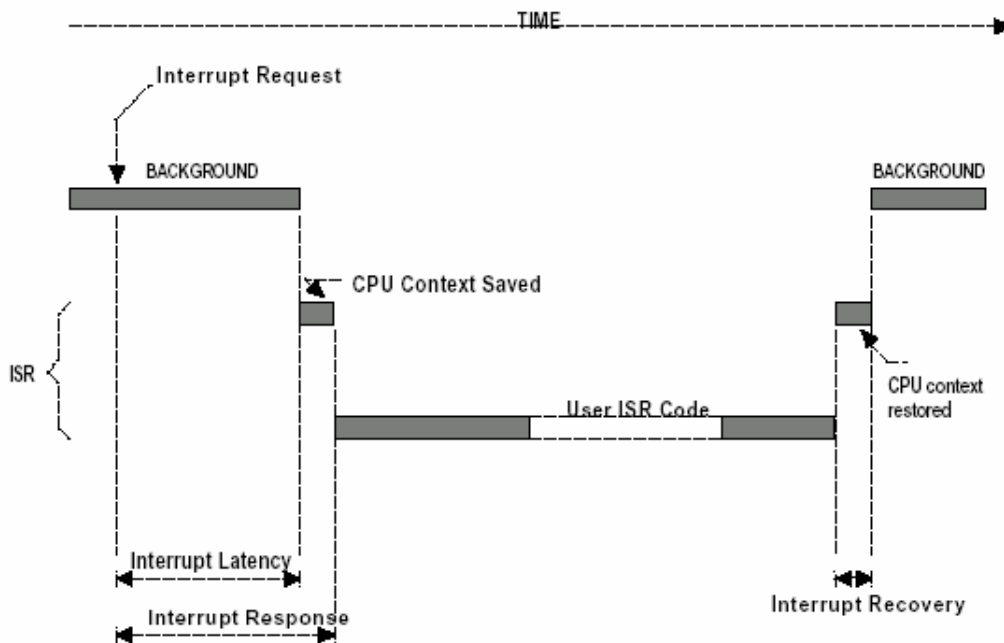 TIME
Interrupt Request
BACKGROUND
BACKGROUND
CPU Context Saved
ISR
CPU context
restored
User ISR Code
Interrupt Latency
Interrupt Recovery
Interrupt Response